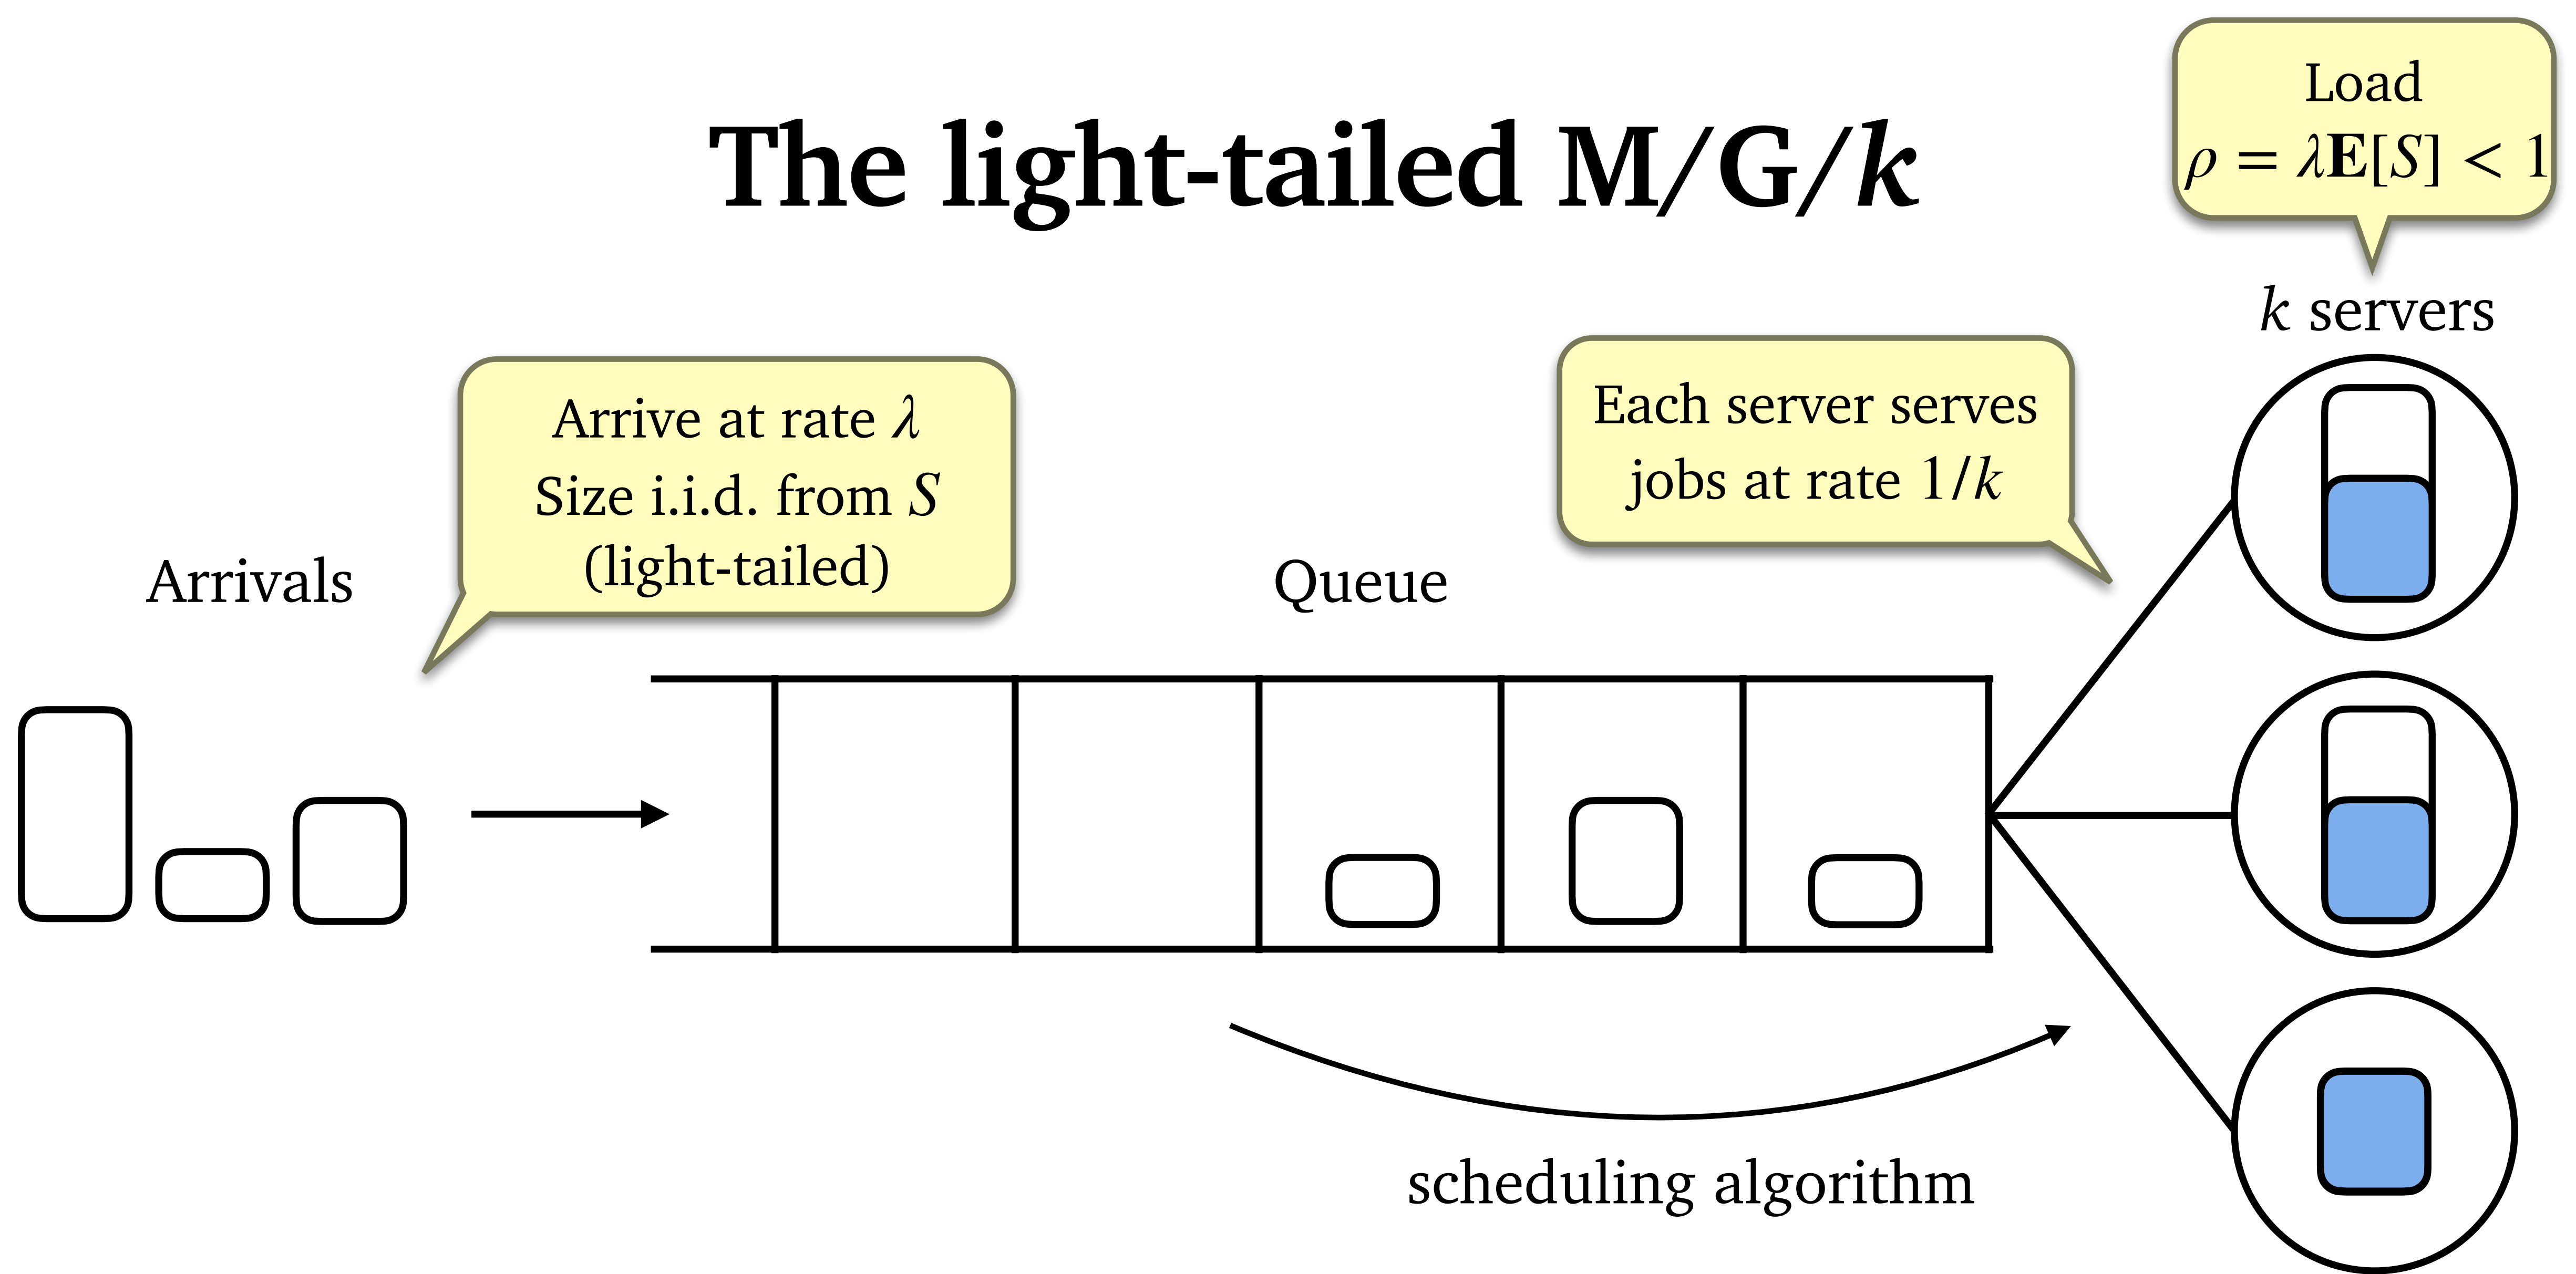 The light-tailed M/G/k
Load
ρ = λE[S] < 1
k servers
Each server serves
jobs at rate 1/k
Arrive at rate λ
Size i.i.d. from S
(light-tailed)
Arrivals
Queue
scheduling algorithm